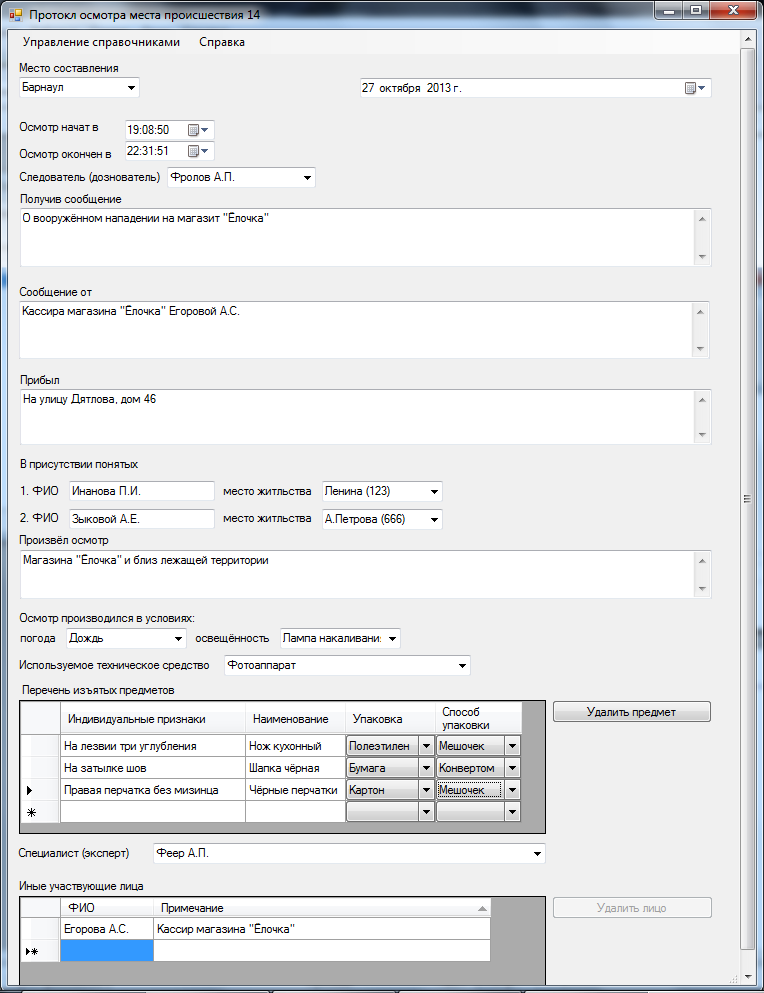 Протокл осмотра места происшествия 14
Управление справочниками Справка
Место составления
Барнаул 27 октября 2013 г.
Осмотр начат в 19:08:50
Осмотр окончен в 22:31:51
Следователь (дознователь) Фролов А.П.
Получив сообщение
О вооружённом нападении на магазит "Ёлочка"
Сообщение от
Кассира магазина "Ёлочка" Егоровой А.С.
Прибыл
На улицу Дятлова, дом 46
В присутствии понятых
1. ФИО Инанова П.И. место житльства Ленина (123)
2. ФИО Зыковой А.Е. место житльства А.Петрова (666)
Произвёл осмотр
Магазина "Ёлочка" и близ лежащей территории
Осмотр производился в условиях:
погода Дождь освещённость Лампа накаливани
Используемое техническое средство Фотоаппарат
Перечень изъятых предметов
Удалить предмет
Индивидуальные признаки Наименование Упаковка Способ упаковки
На лезвии три углубления Нож кухонный Полеэтилен Мешочек
На затылке шов Шапка чёрная Бумага Конвертом
Правая перчатка без мизинца Чёрные перчатки Картон Мешочек
Специалист (эксперт) Феер А.П.
Иные участвующие лица
Удалить лицо
ФИО Примечание
Егорова А.С. Кассир магазина "Ёлочка"